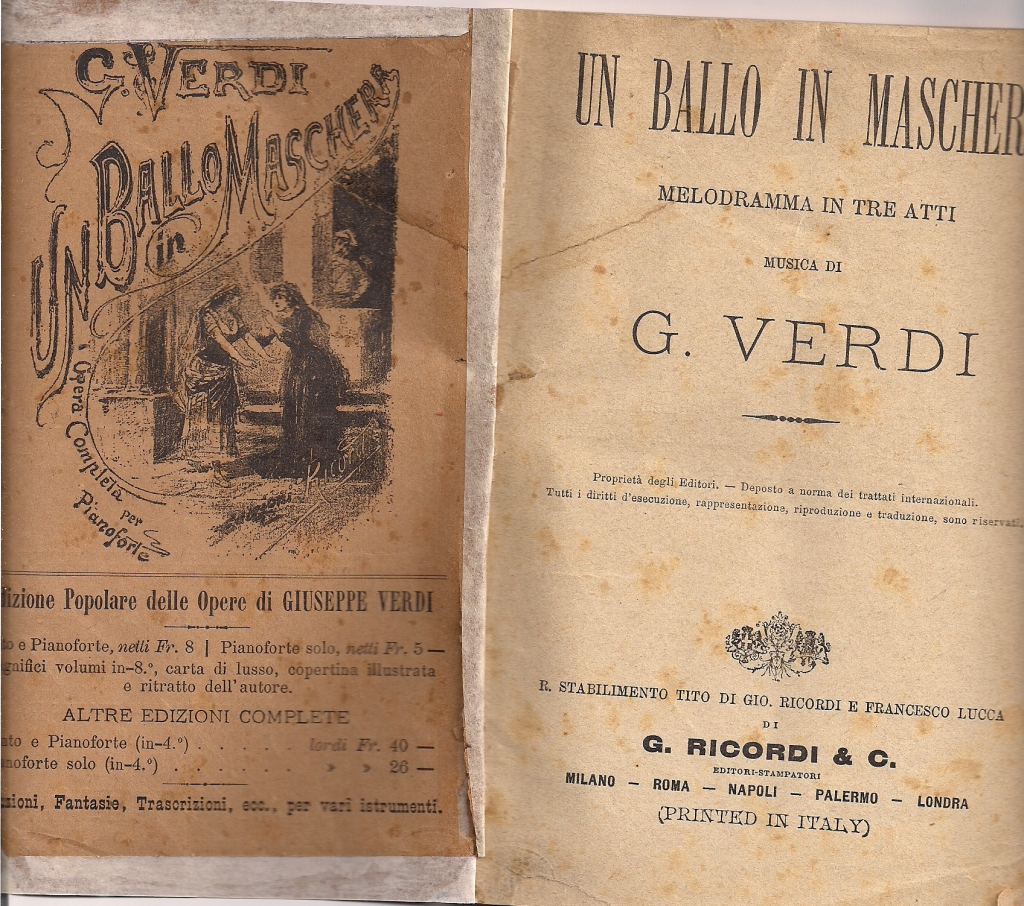 G. VERDI
UN BALLO in MASCHERA
Opera Completa
per
Pianoforte
RICORDI
dizione Popolare delle Opere di GIUSEPPE VERDI
to e Pianoforte, netti Fr. 8 | Pianoforte solo, netti Fr. 5 —
gnifici volumi in-8.°, carta di lusso, copertina illustrata
e ritratto dell'autore.
ALTRE EDIZIONI COMPLETE
nto e Pianoforte (in-4.°) . . . . . lordi Fr. 40 —
noforte solo (in-4.°) . . . . . . . » » 26 —
zioni, Fantasie, Trascrizioni, ecc., per vari istrumenti.
UN BALLO IN MASCHER
MELODRAMMA IN TRE ATTI
MUSICA DI
G. VERDI
Proprietà degli Editori. — Deposto a norma dei trattati internazionali.
Tutti i diritti d'esecuzione, rappresentazione, riproduzione e traduzione, sono riservati.
R. STABILIMENTO TITO DI GIO. RICORDI E FRANCESCO LUCCA
DI
G. RICORDI & C.
EDITORI-STAMPATORI
MILANO — ROMA — NAPOLI — PALERMO — LONDRA
(PRINTED IN ITALY)